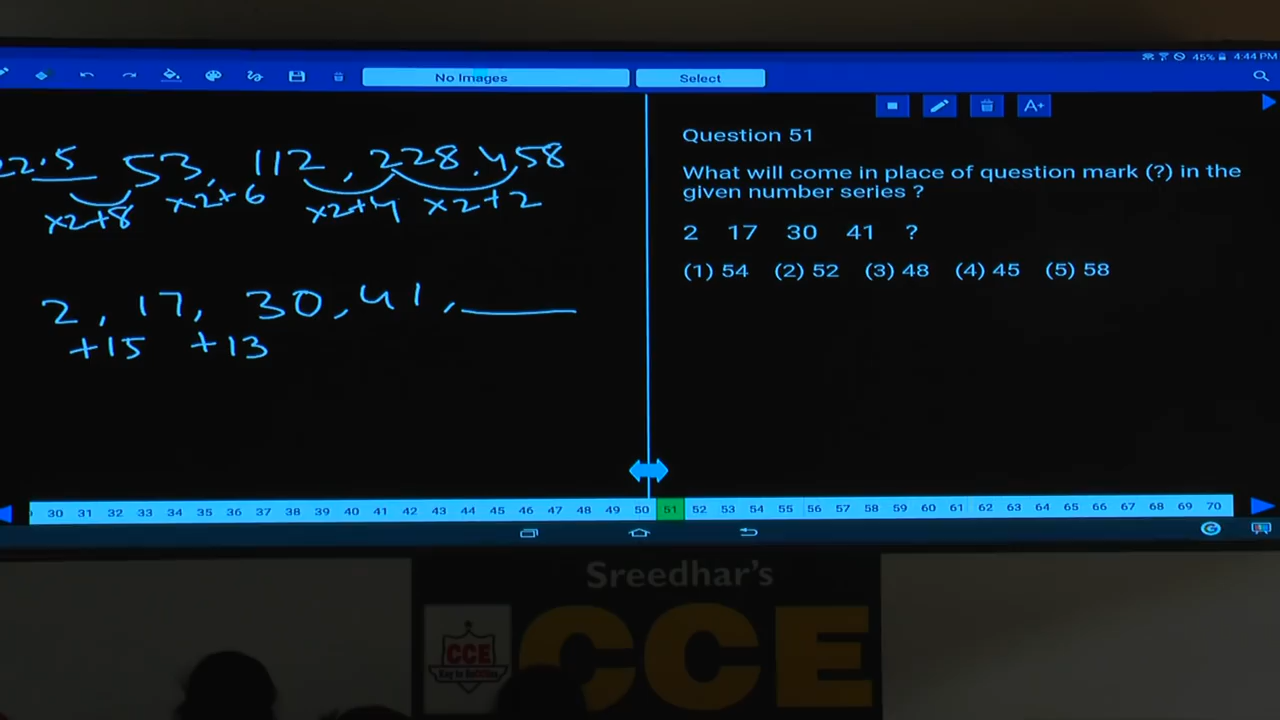 45% 4:44 PM
No Images Select
A+
22.5 53, 112, 228, 458
×2+8 ×2+6 ×2+4 ×2+2
2, 17, 30, 41, ______
+15 +13
Question 51
What will come in place of question mark (?) in the
given number series ?
2 17 30 41 ?
(1) 54 (2) 52 (3) 48 (4) 45 (5) 58
30 31 32 33 34 35 36 37 38 39 40 41 42 43 44 45 46 47 48 49 50 51 52 53 54 55 56 57 58 59 60 61 62 63 64 65 66 67 68 69 70
Sreedhar's
CCE
CCE